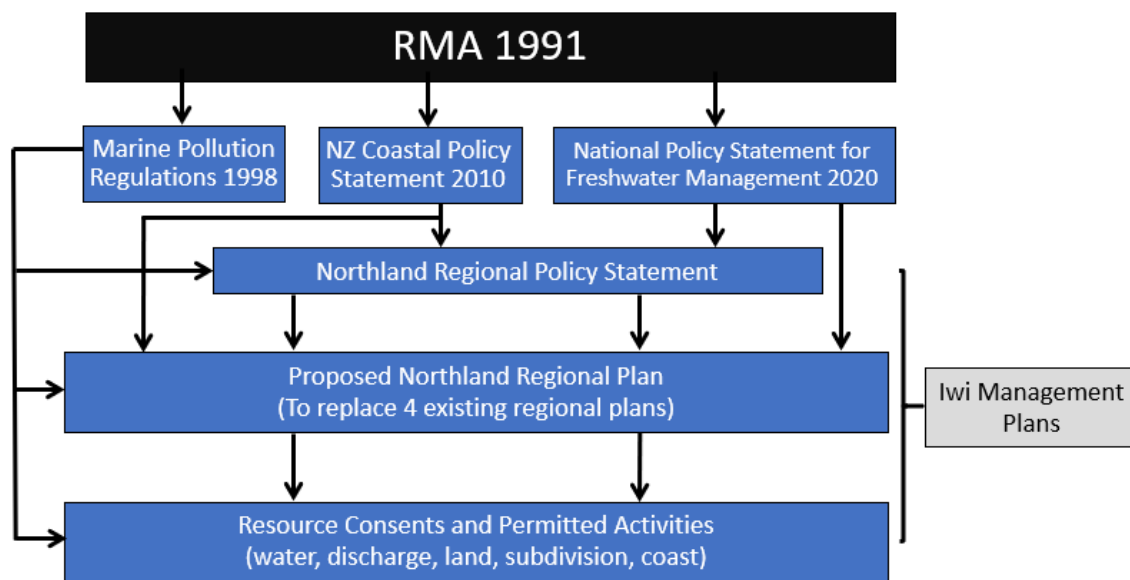 RMA 1991
Marine Pollution
Regulations 1998
NZ Coastal Policy
Statement 2010
National Policy Statement for
Freshwater Management 2020
Northland Regional Policy Statement
Proposed Northland Regional Plan
(To replace 4 existing regional plans)
Iwi Management
Plans
Resource Consents and Permitted Activities
(water, discharge, land, subdivision, coast)